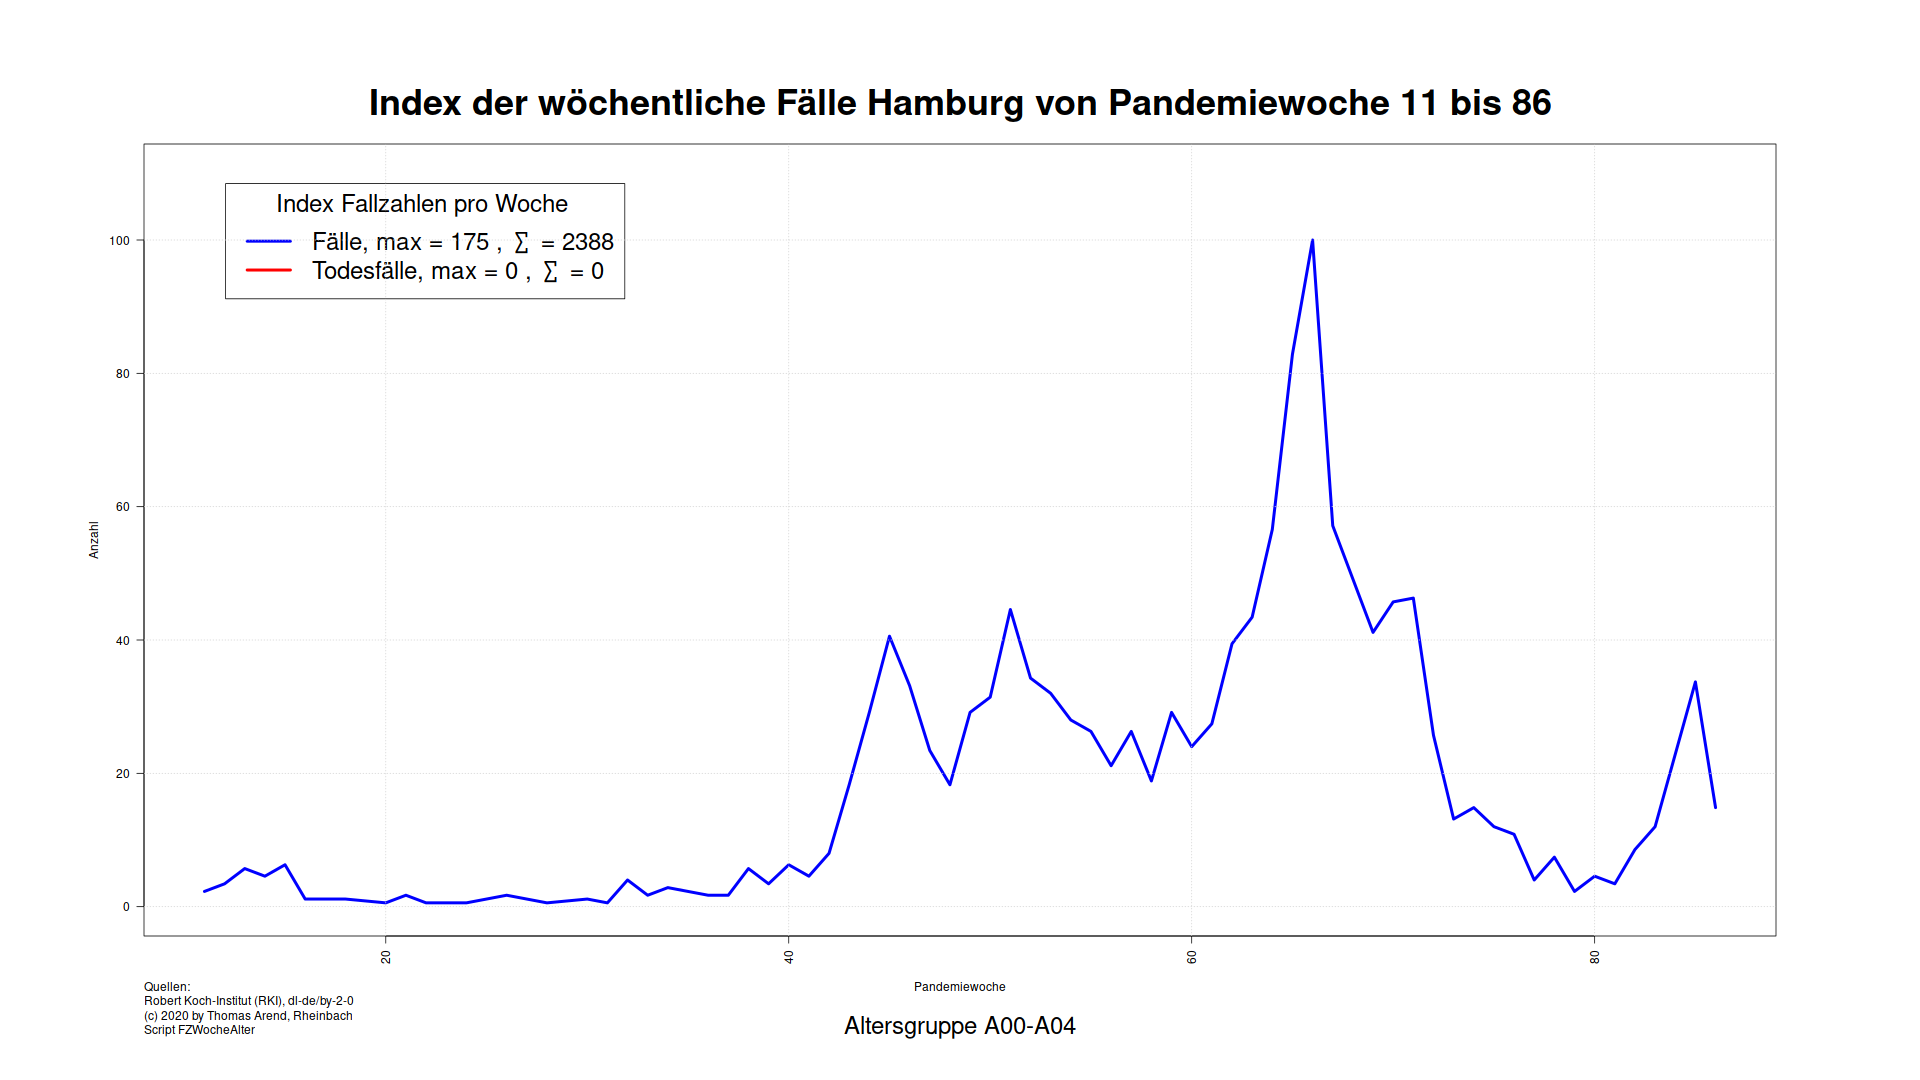 Index der wöchentliche Fälle Hamburg von Pandemiewoche 11 bis 86
Index Fallzahlen pro Woche
Fälle, max = 175 , ∑ = 2388
Todesfälle, max = 0 , ∑ = 0
100
80
60
40
20
0
Anzahl
20
40
60
80
Pandemiewoche
Quellen:
Robert Koch-Institut (RKI), dl-de/by-2-0
(c) 2020 by Thomas Arend, Rheinbach
Script FZWocheAlter
Altersgruppe A00-A04